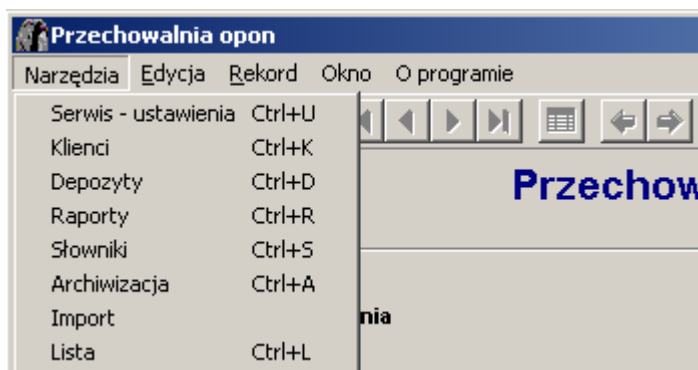 Przechowalnia opon
Narzędzia Edycja Rekord Okno O programie
Serwis - ustawienia Ctrl+U
Klienci Ctrl+K
Depozyty Ctrl+D
Przechow
Raporty Ctrl+R
Słowniki Ctrl+S
Archiwizacja Ctrl+A
Import
nia
Lista Ctrl+L